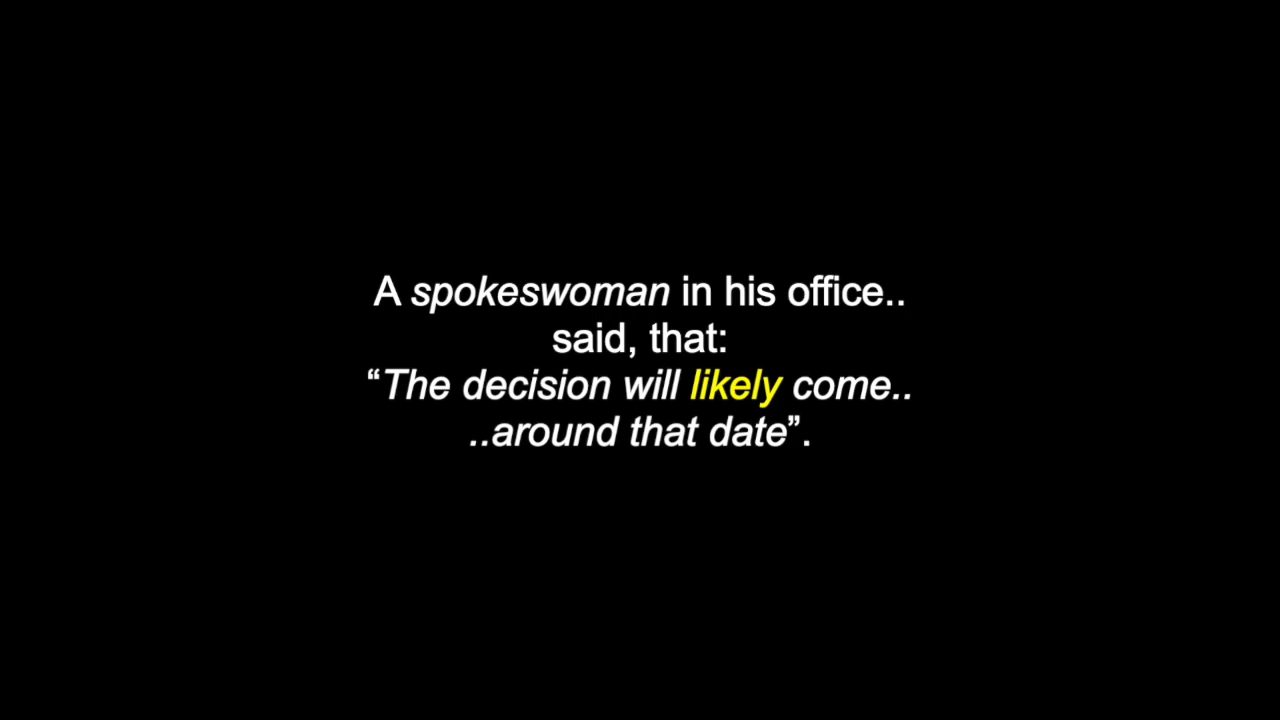 A spokeswoman in his office..
said, that:
“The decision will likely come..
..around that date”.